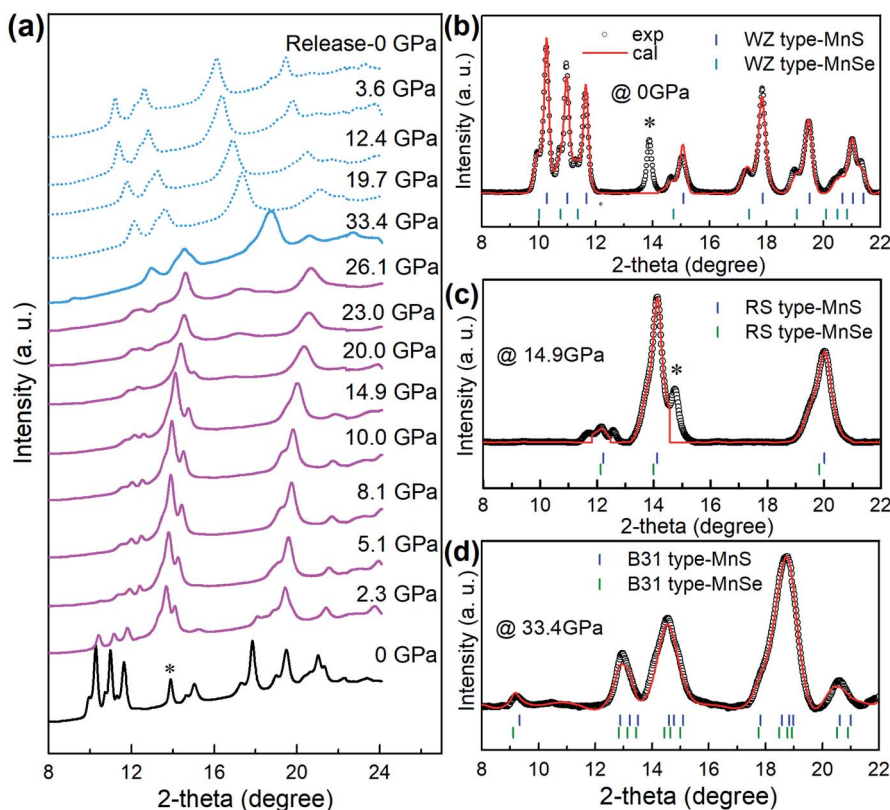 (a)
Release-0 GPa
3.6 GPa
12.4 GPa
19.7 GPa
33.4 GPa
26.1 GPa
23.0 GPa
20.0 GPa
14.9 GPa
10.0 GPa
8.1 GPa
5.1 GPa
2.3 GPa
0 GPa
*
Intensity (a. u.)
8 12 16 20 24
2-theta (degree)
(b)
exp
cal
WZ type-MnS
WZ type-MnSe
@ 0GPa
*
*
Intensity (a. u.)
8 10 12 14 16 18 20 22
2-theta (degree)
(c)
RS type-MnS
RS type-MnSe
@ 14.9GPa
*
Intensity (a. u.)
8 10 12 14 16 18 20 22
2-theta (degree)
(d)
B31 type-MnS
B31 type-MnSe
@ 33.4GPa
Intensity (a. u.)
8 10 12 14 16 18 20 22
2-theta (degree)